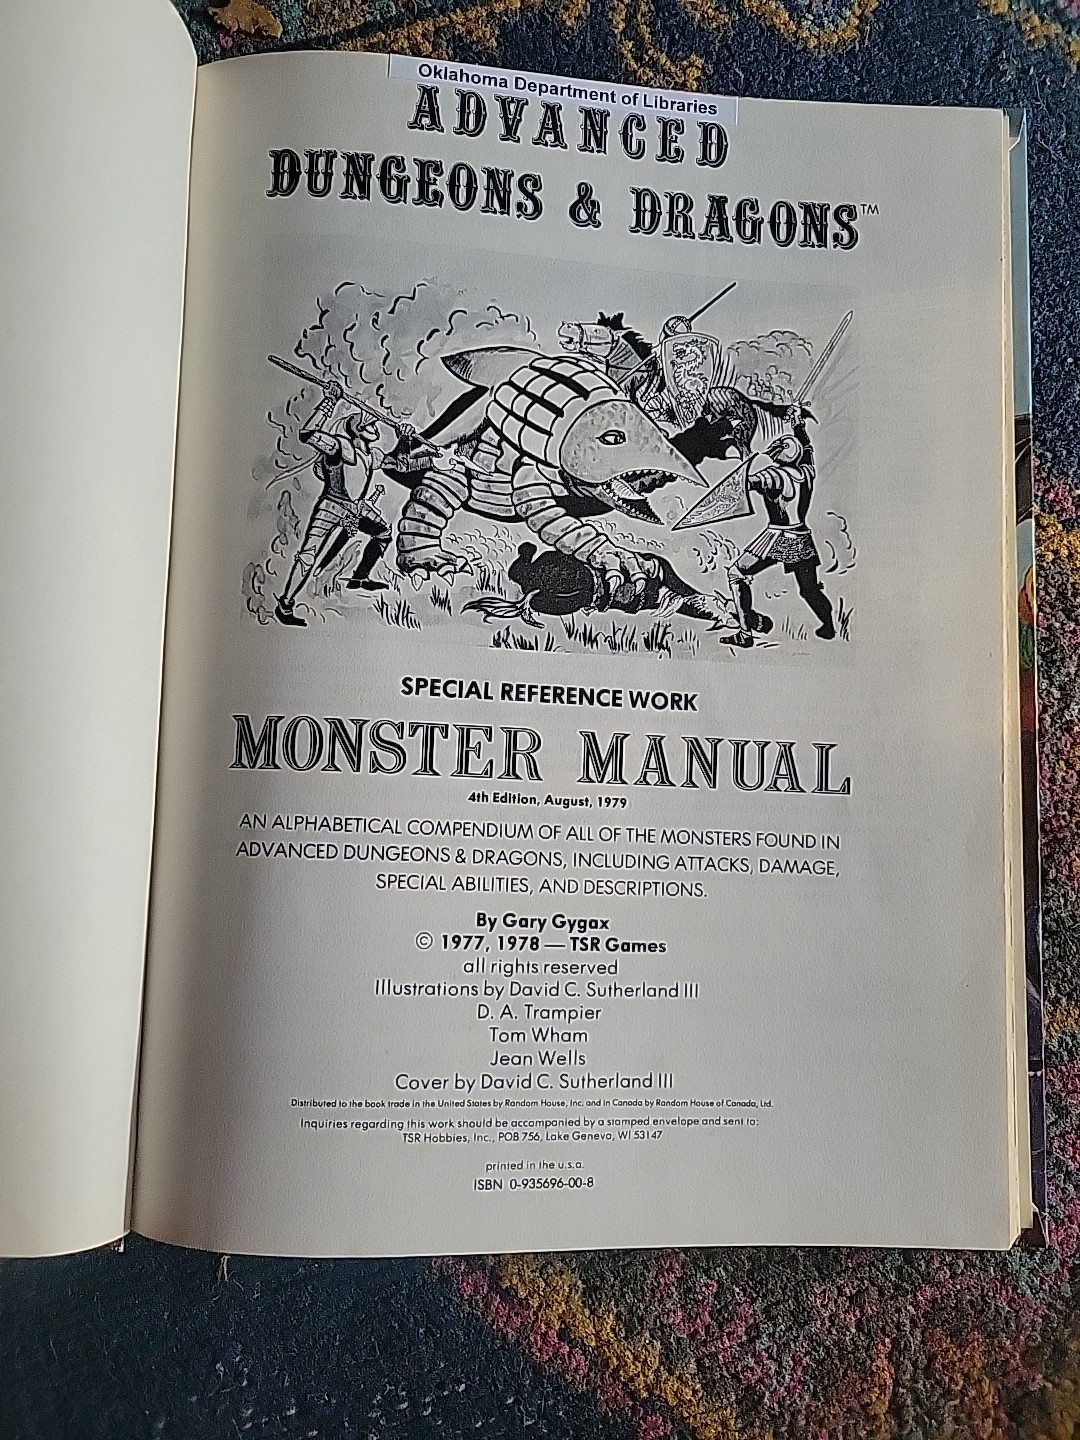 Oklahoma Department of Libraries
ADVANCED
DUNGEONS & DRAGONS™
SPECIAL REFERENCE WORK
MONSTER MANUAL
4th Edition, August, 1979
AN ALPHABETICAL COMPENDIUM OF ALL OF THE MONSTERS FOUND IN
ADVANCED DUNGEONS & DRAGONS, INCLUDING ATTACKS, DAMAGE,
SPECIAL ABILITIES, AND DESCRIPTIONS.
By Gary Gygax
© 1977, 1978 — TSR Games
all rights reserved
Illustrations by David C. Sutherland III
D. A. Trampier
Tom Wham
Jean Wells
Cover by David C. Sutherland III
Distributed to the book trade in the United States by Random House, Inc. and in Canada by Random House of Canada, Ltd.
Inquiries regarding this work should be accompanied by a stamped envelope and sent to:
TSR Hobbies, Inc., POB 756, Lake Geneva, WI 53147
printed in the u.s.a.
ISBN 0-935696-00-8